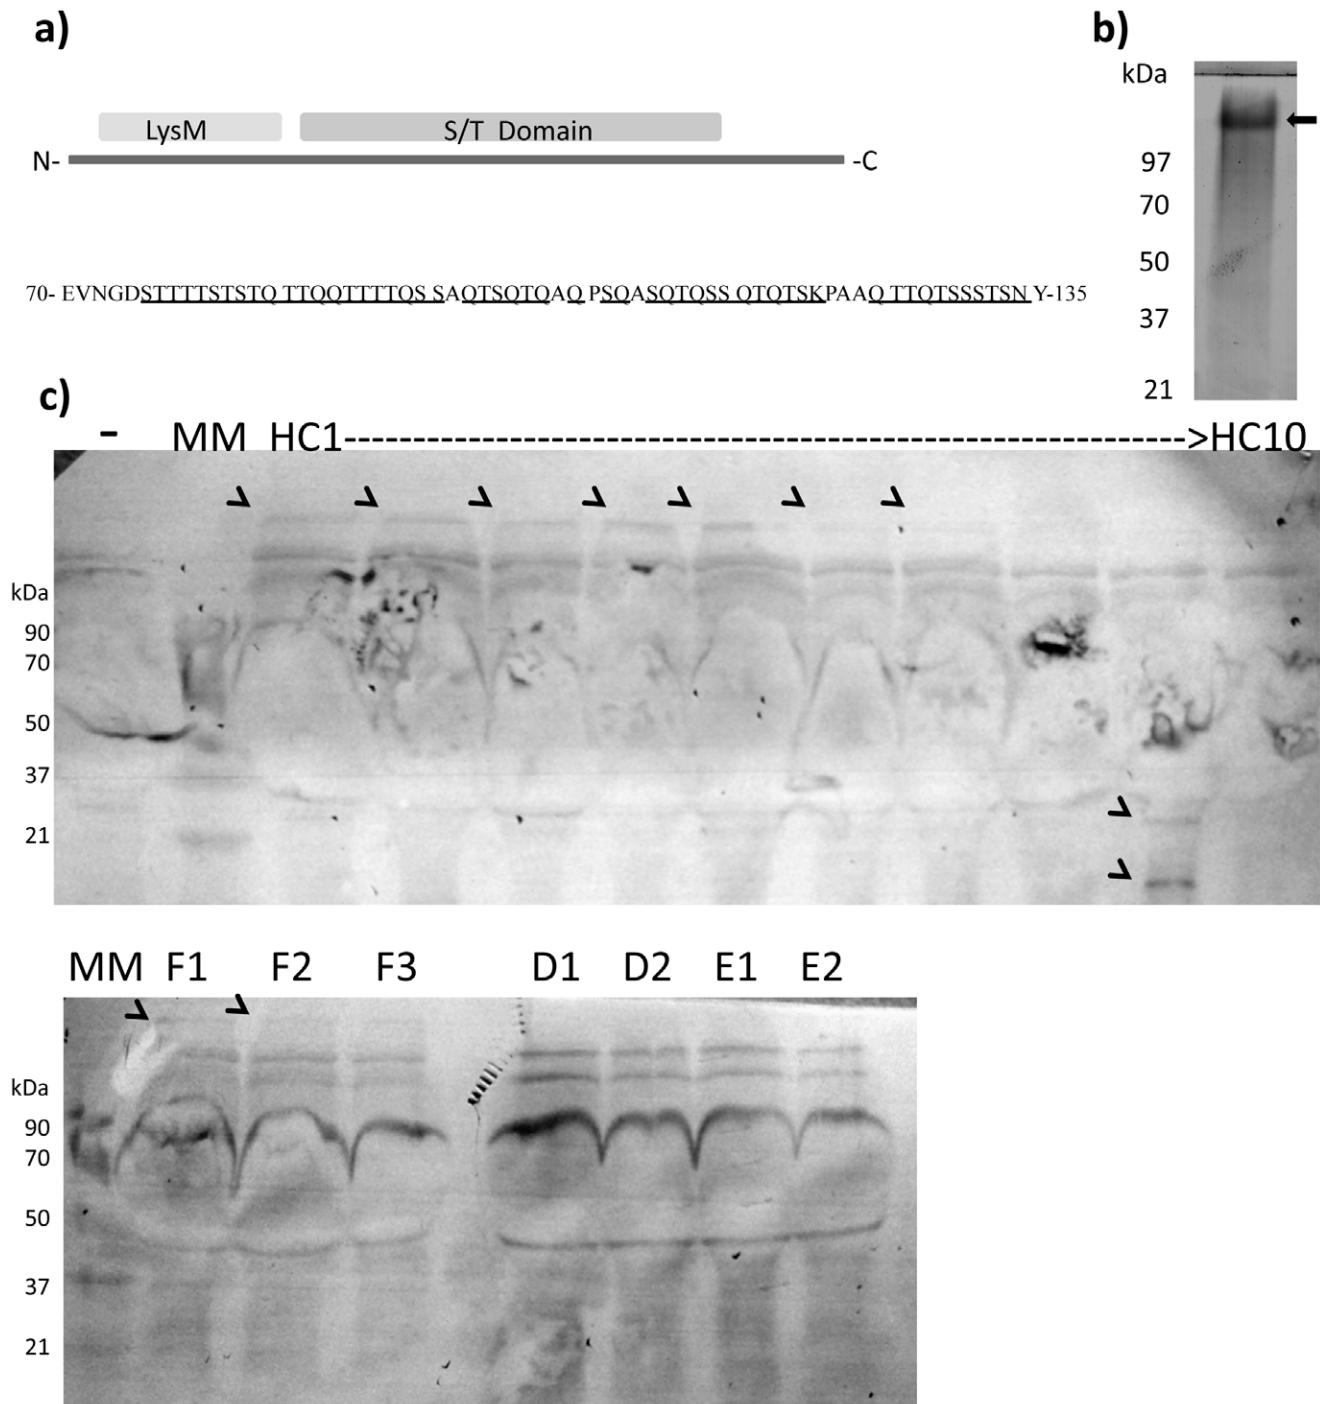 a)
LysM
S/T Domain
N-
-C
70- EVNGDSTTTTSTSTQ TTQQTTTTQS SAQTSQTQAQ PSQASQTQSS QTQTSKPAAQ TTQTSSSTSN Y-135
b)
kDa
97
70
50
37
21
c)
- MM HC1------------------------------------------------->HC10
kDa
90
70
50
37
21
MM F1 F2 F3 D1 D2 E1 E2
kDa
90
70
50
37
21